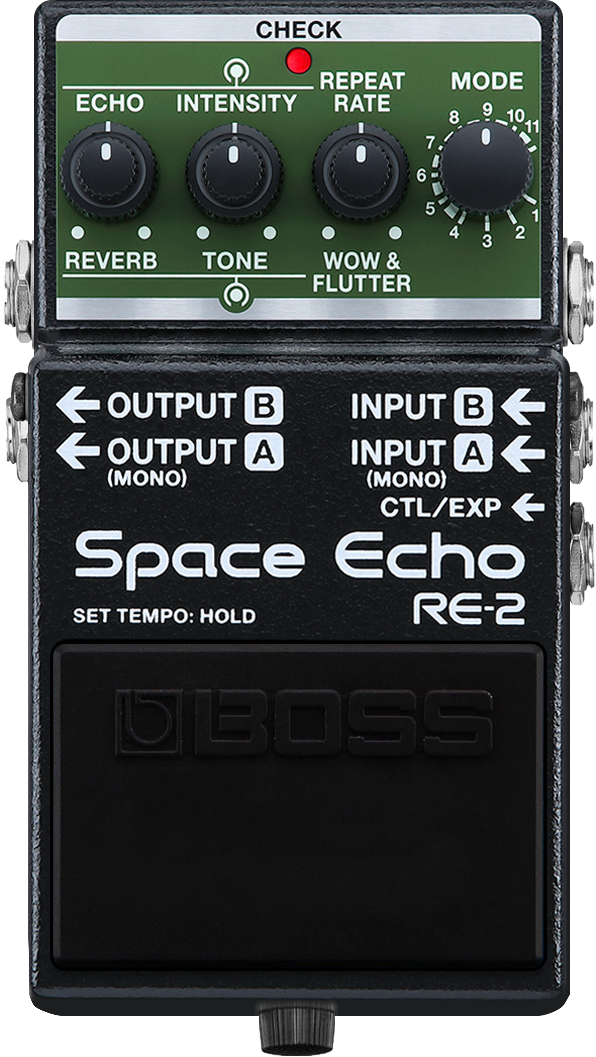 CHECK
ECHO INTENSITY REPEAT RATE MODE
1 2 3 4 5 6 7 8 9 10 11
REVERB TONE WOW & FLUTTER
OUTPUT B INPUT B
OUTPUT A INPUT A
(MONO) (MONO)
CTL/EXP
Space Echo
RE-2
SET TEMPO: HOLD
BOSS